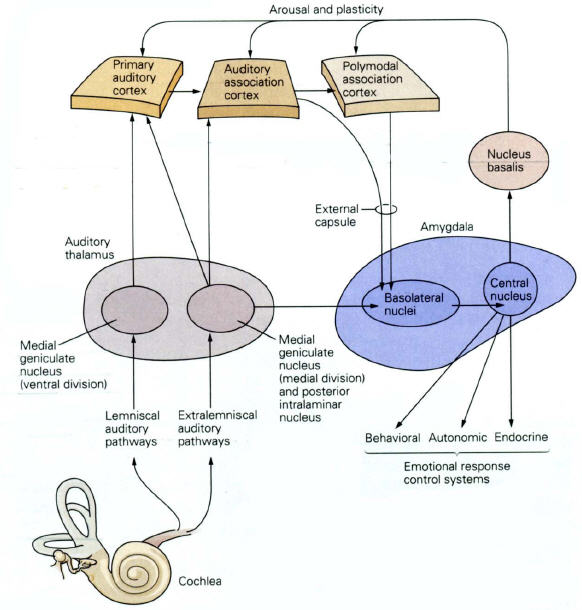 Arousal and plasticity
Primary
auditory
cortex
Auditory
association
cortex
Polymodal
association
cortex
Nucleus
basalis
External
capsule
Amygdala
Auditory
thalamus
Basolateral
nuclei
Central
nucleus
Medial
geniculate
nucleus
(ventral division)
Medial
geniculate
nucleus
(medial division)
and posterior
intralaminar
nucleus
Lemniscal
auditory
pathways
Extralemniscal
auditory
pathways
Behavioral
Autonomic
Endocrine
Emotional response
control systems
Cochlea